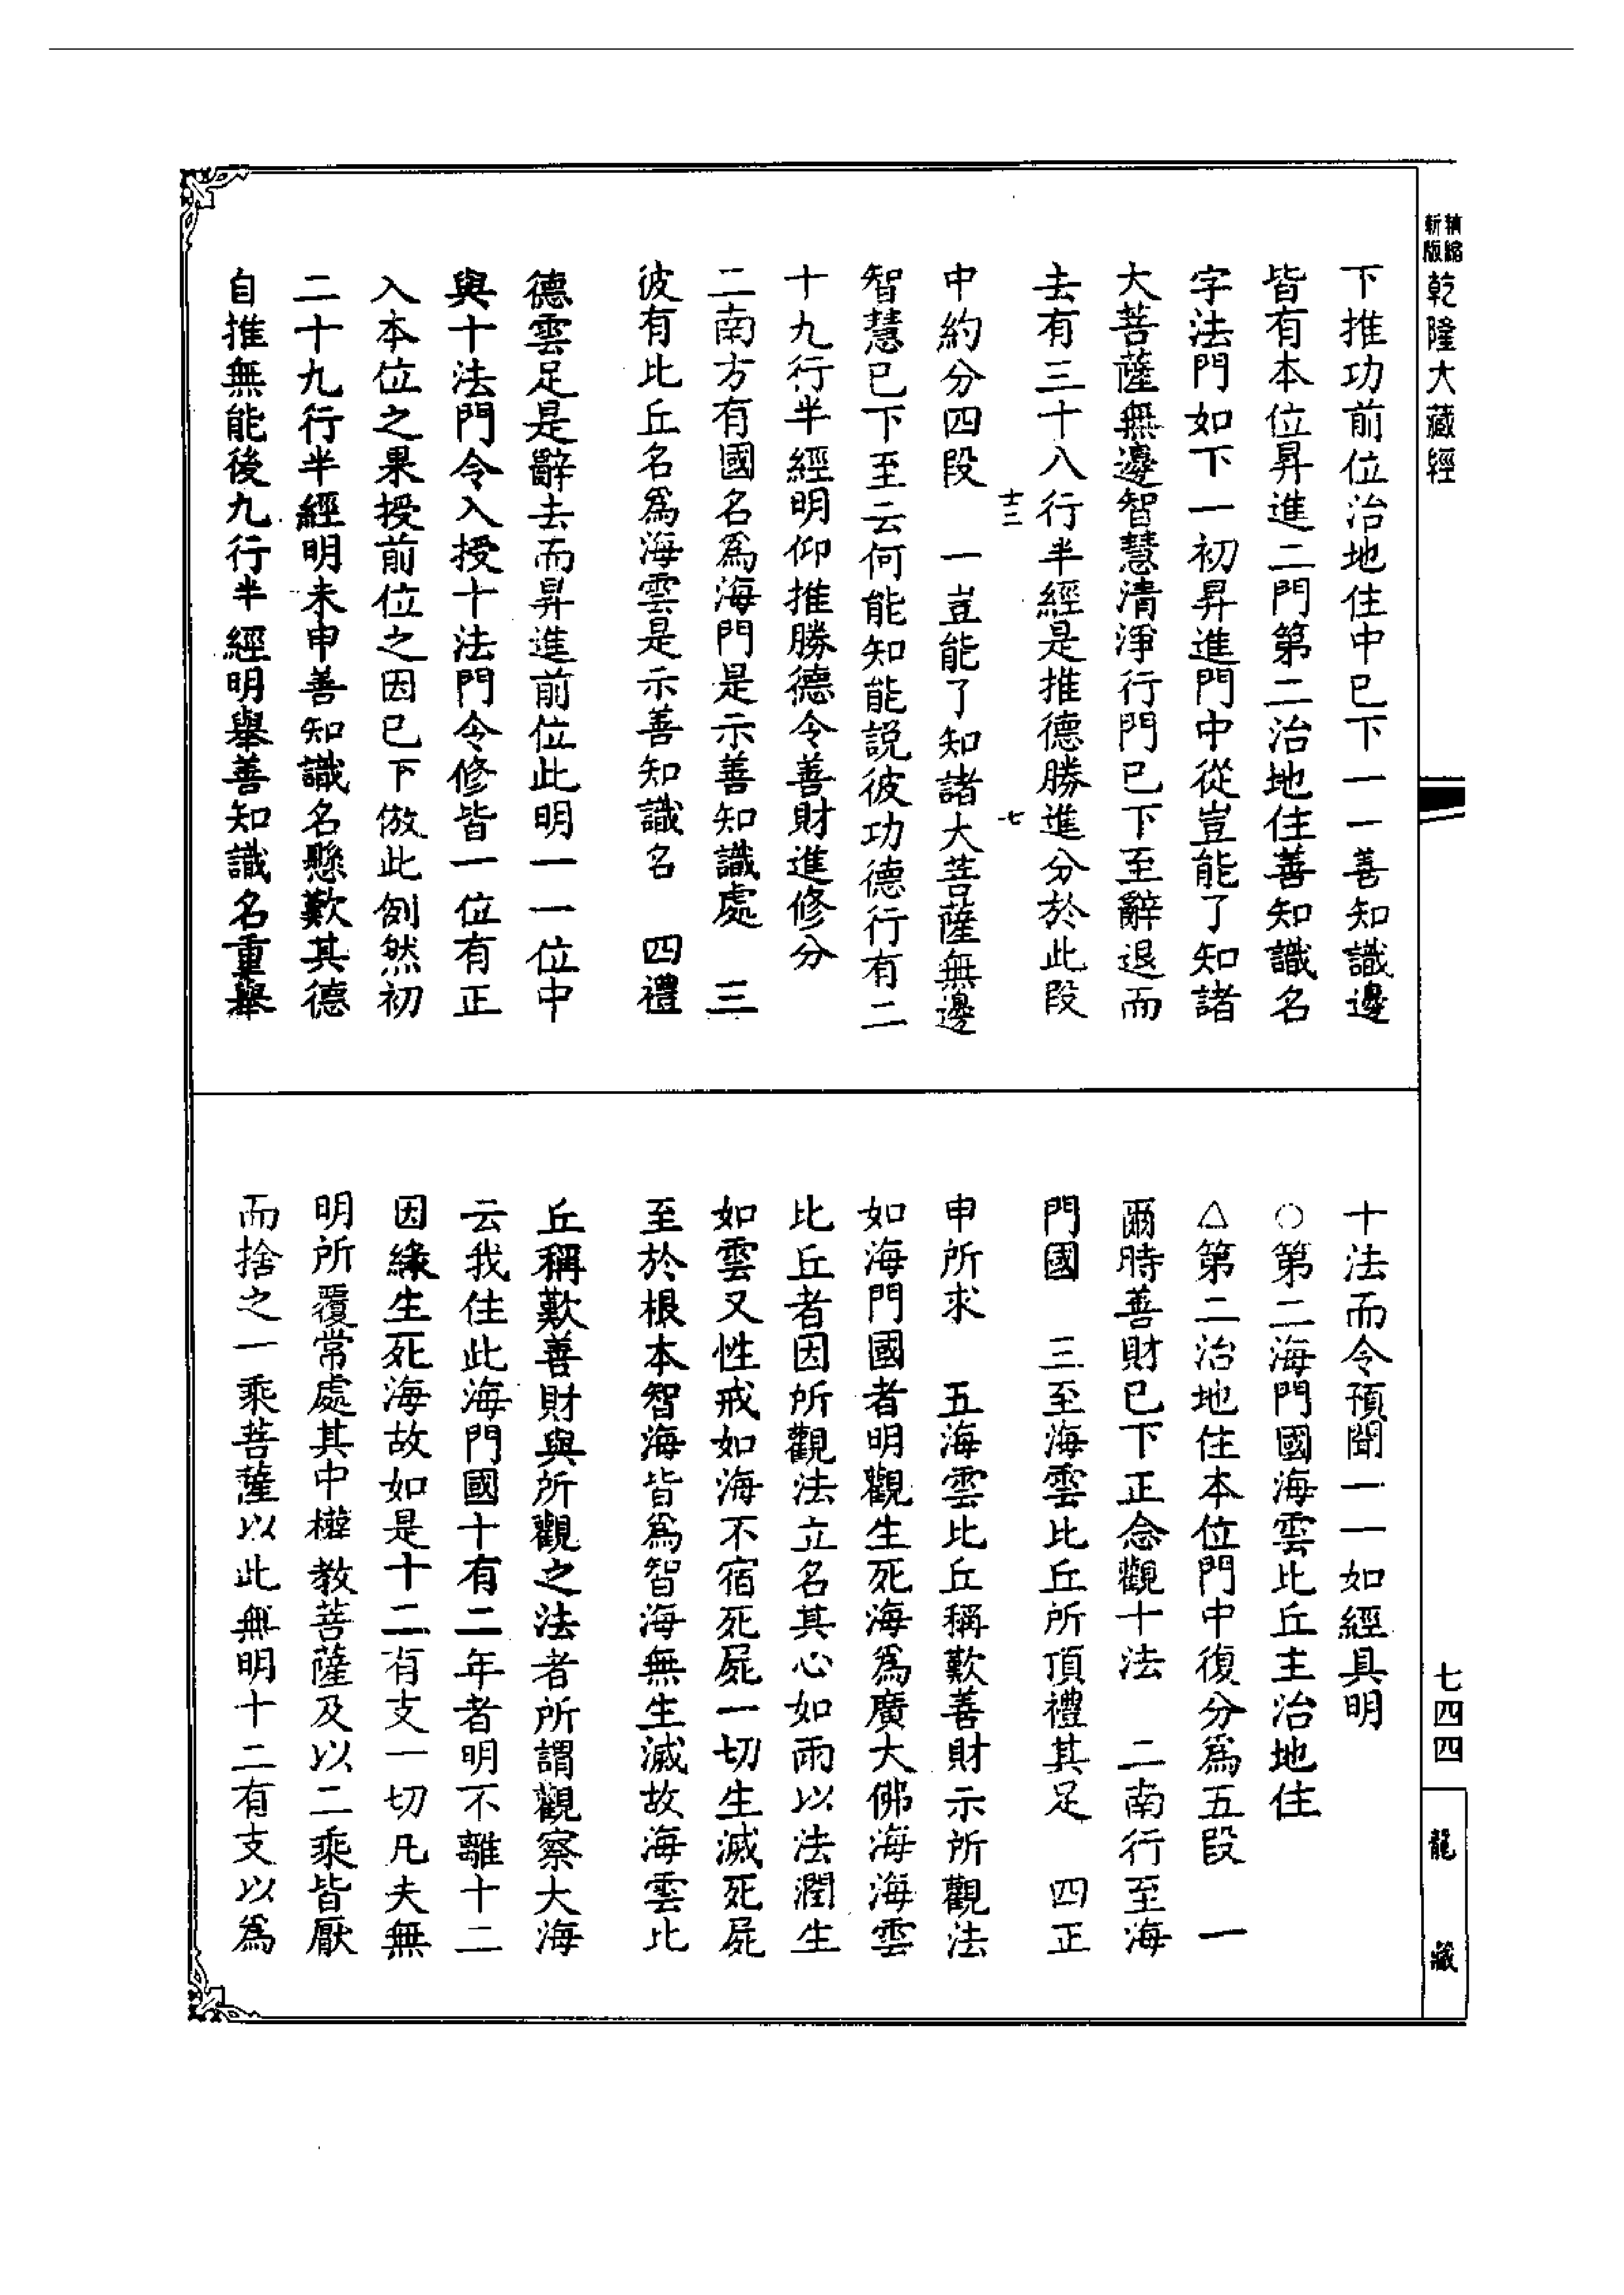 新版
精縮
乾隆大藏經
下推功前位治地住中已下一一善知識邊
皆有本位昇進二門第二治地住善知識名
字法門如下一初昇進門中從豈能了知諸
大菩薩無邊智慧清淨行門已下至辭退而
去有三十八行半經是推德勝進分於此段
十三
七
中約分四段　一豈能了知諸大菩薩無邊
智慧已下至云何能知能說彼功德行有二
十九行半經明仰推勝德令善財進修分
二南方有國名為海門是示善知識處　三
彼有比丘名為海雲是示善知識名　四禮
德雲足是辭去而昇進前位此明一一位中
與十法門令入授十法門令修皆一位有正
入本位之果授前位之因已下倣此例然初
二十九行半經明未申善知識名懸歎其德
自推無能後九行半經明舉善知識名重舉
十法而令預聞一一如經具明
○第二海門國海雲比丘主治地住
△第二治地住本位門中復分為五段　一
爾時善財已下正念觀十法　二南行至海
門國　三至海雲比丘所頂禮其足　四正
申所求　五海雲比丘稱歎善財示所觀法
如海門國者明觀生死海為廣大佛海海雲
比丘者因所觀法立名其心如雨以法潤生
如雲又性戒如海不宿死屍一切生滅死屍
至於根本智海皆為智海無生滅故海雲比
丘稱歎善財與所觀之法者所謂觀察大海
云我住此海門國十有二年者明不離十二
因緣生死海故如是十二有支一切凡夫無
明所覆常處其中權教菩薩及以二乘皆厭
而捨之一乘菩薩以此無明十二有支以為
七四四
龍
藏